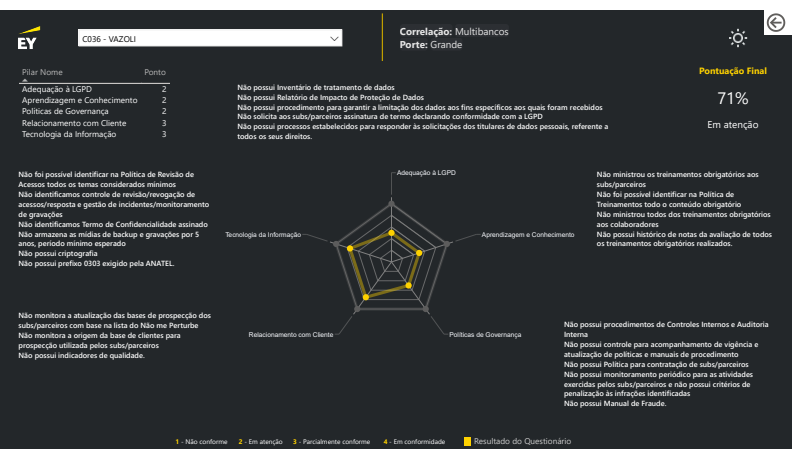 EY
C036 - VAZOLI
Correlação: Multibancos
Porte: Grande
Pilar Nome Ponto
Adequação à LGPD 2
Aprendizagem e Conhecimento 2
Políticas de Governança 2
Relacionamento com Cliente 3
Tecnologia da Informação 3
Não possui Inventário de tratamento de dados
Não possui Relatório de Impacto de Proteção de Dados
Não possui procedimento para garantir a limitação dos dados aos fins específicos aos quais foram recebidos
Não solicita aos subs/parceiros assinatura de termo declarando conformidade com a LGPD
Não possui processos estabelecidos para responder às solicitações dos titulares de dados pessoais, referente a
todos os seus direitos.
Pontuação Final
71%
Em atenção
Não foi possível identificar na Política de Revisão de
Acessos todos os temas considerados mínimos
Não identificamos controle de revisão/revogação de
acessos/resposta e gestão de incidentes/monitoramento
de gravações
Não identificamos Termo de Confidencialidade assinado
Não armazena as mídias de backup e gravações por 5
anos, período mínimo esperado
Não possui criptografia
Não possui prefixo 0303 exigido pela ANATEL.
Adequação à LGPD
Tecnologia da Informação
Aprendizagem e Conhecimento
Relacionamento com Cliente
Políticas de Governança
Não ministrou os treinamentos obrigatórios aos
subs/parceiros
Não foi possível identificar na Política de
Treinamentos todo o conteúdo obrigatório
Não ministrou todos dos treinamentos obrigatórios
aos colaboradores
Não possui histórico de notas da avaliação de todos
os treinamentos obrigatórios realizados.
Não monitora a atualização das bases de prospecção dos
subs/parceiros com base na lista do Não me Perturbe
Não monitora a origem da base de clientes para
prospecção utilizada pelos subs/parceiros
Não possui indicadores de qualidade.
Não possui procedimentos de Controles Internos e Auditoria
Interna
Não possui controle para acompanhamento de vigência e
atualização de políticas e manuais de procedimento
Não possui Política para contratação de subs/parceiros
Não possui monitoramento periódico para as atividades
exercidas pelos subs/parceiros e não possui critérios de
penalização às infrações identificadas
Não possui Manual de Fraude.
1 - Não conforme 2 - Em atenção 3 - Parcialmente conforme 4 - Em conformidade Resultado do Questionário